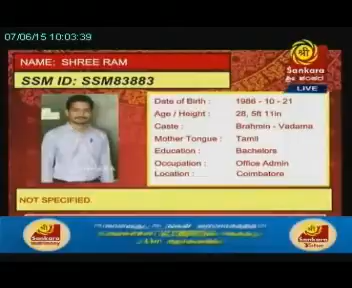 07/06/15 10:03:39
NAME: SHREE RAM
SSM ID: SSM83883
Sankara
LIVE
Date of Birth : 1986 - 10 - 21
Age / Height : 28, 5ft 11in
Caste : Brahmin - Vadama
Mother Tongue : Tamil
Education : Bachelors
Occupation : Office Admin
Location : Coimbatore
NOT SPECIFIED.
Sankara
Sankara